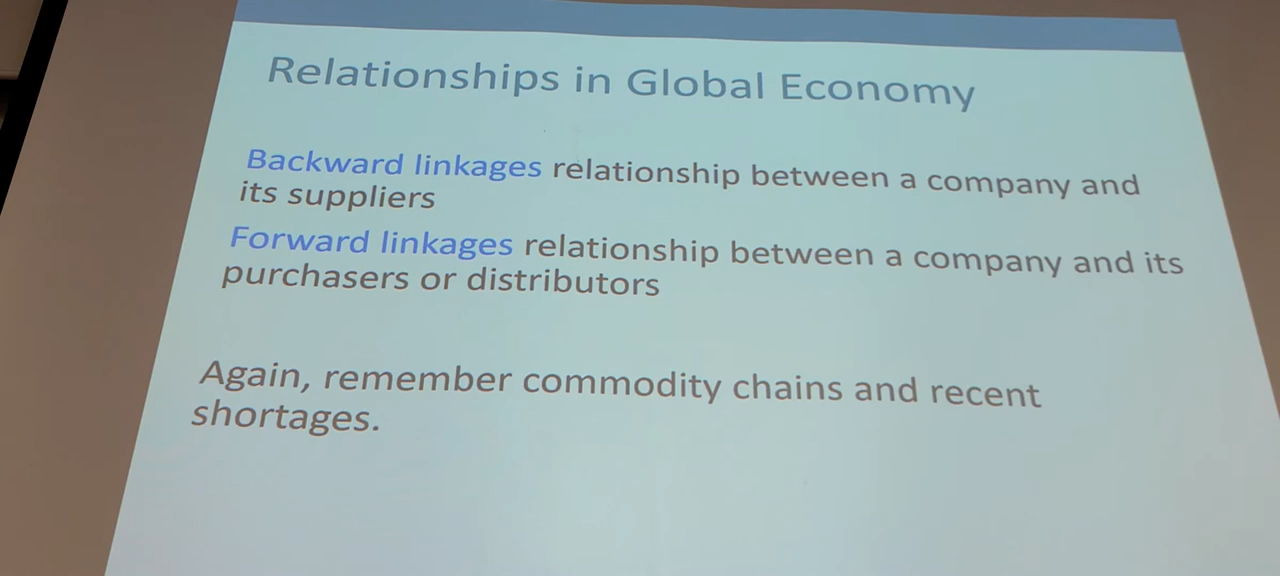 Relationships in Global Economy
Backward linkages relationship between a company and
its suppliers
Forward linkages relationship between a company and its
purchasers or distributors
Again, remember commodity chains and recent
shortages.